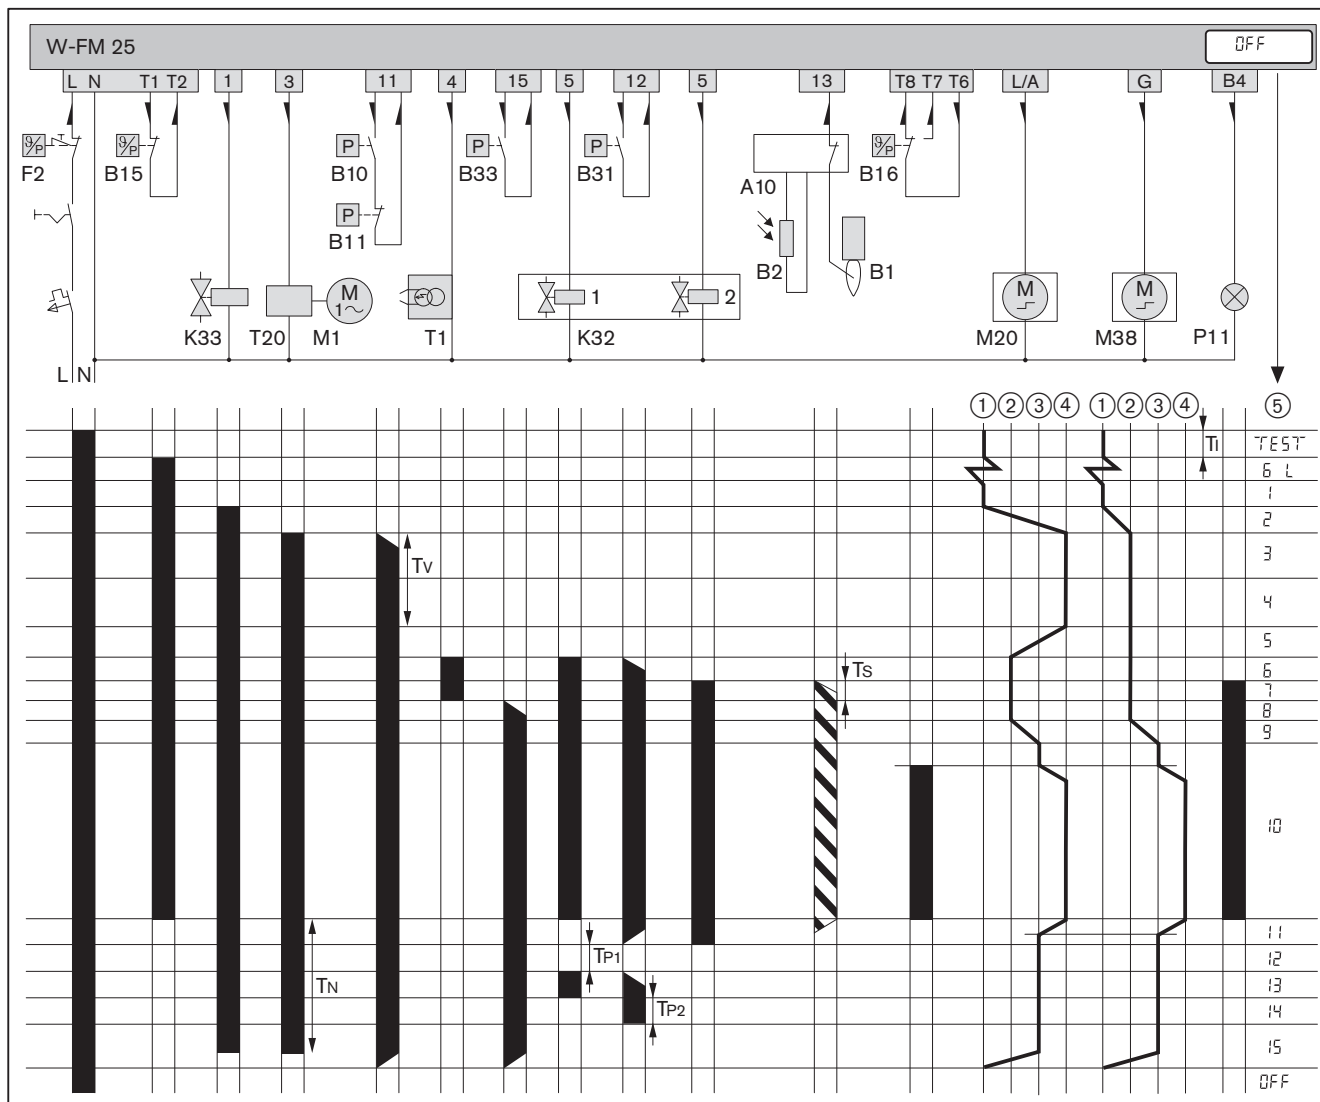 W-FM 25
OFF
L N T1 T2 1 3 11 4 15 5 12 5 13 T8 T7 T6 L/A G B4
ϑ/P ϑ/P P P P ϑ/P
F2 B15 B10 B33 B31 A10 B16
P
B11
B2 B1
M 1~ 1 2 M M
K33 T20 M1 T1 K32 M20 M38 P11
L N
1 2 3 4 1 2 3 4 5
TI TEST
6 L
1
2
TV 3
4
5
TS 6
7
8
9
10
11
TP1 12
TN 13
TP2 14
15
OFF